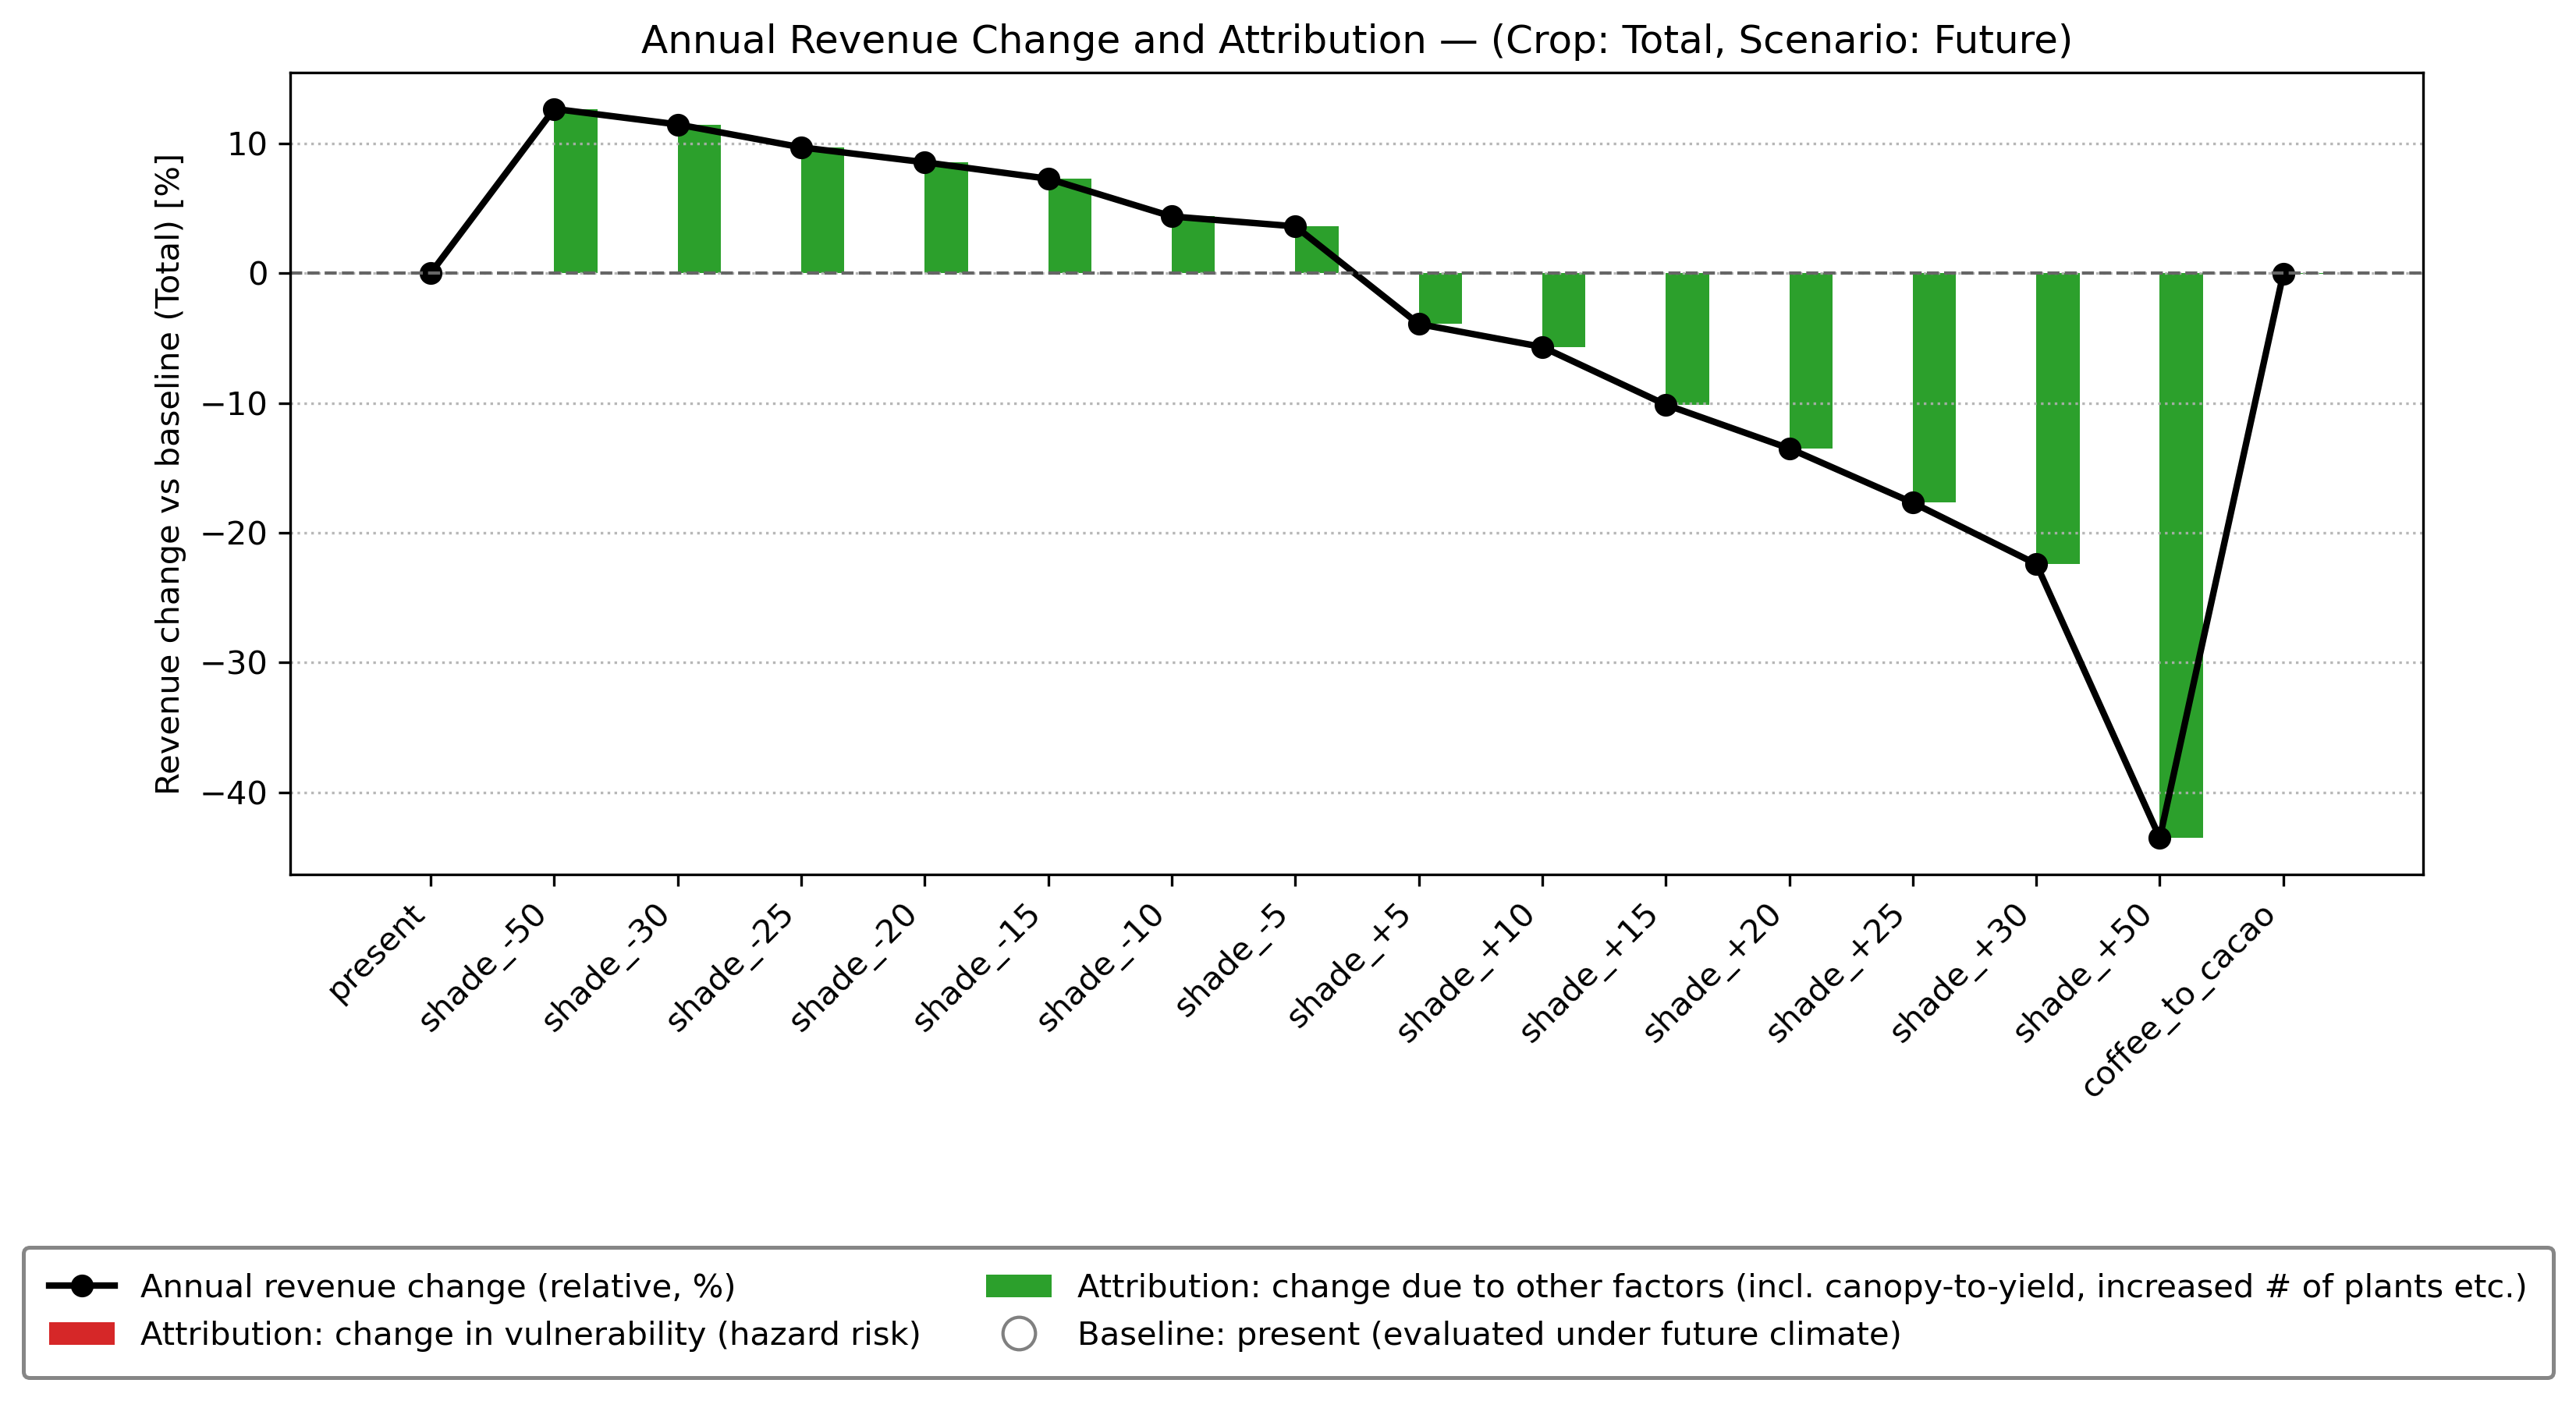 Annual Revenue Change and Attribution — (Crop: Total, Scenario: Future)
Revenue change vs baseline (Total) [%]
10
0
−10
−20
−30
−40
present
shade_-50
shade_-30
shade_-25
shade_-20
shade_-15
shade_-10
shade_-5
shade_+5
shade_+10
shade_+15
shade_+20
shade_+25
shade_+30
shade_+50
coffee_to_cacao
Annual revenue change (relative, %)
Attribution: change in vulnerability (hazard risk)
Attribution: change due to other factors (incl. canopy-to-yield, increased # of plants etc.)
Baseline: present (evaluated under future climate)